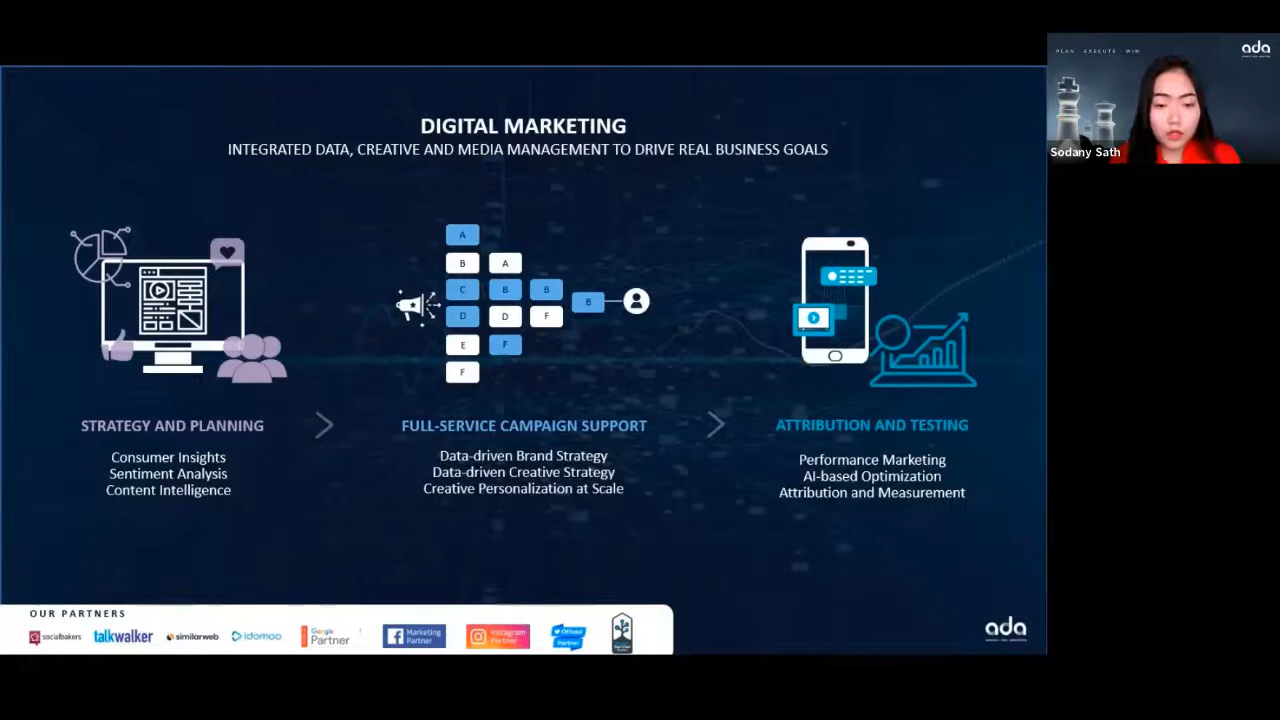 DIGITAL MARKETING
INTEGRATED DATA, CREATIVE AND MEDIA MANAGEMENT TO DRIVE REAL BUSINESS GOALS
PLAN · EXECUTE · WIN
ada
Sodany Sath
A
B A
C B B
B
D D F
E F
F
STRATEGY AND PLANNING
Consumer Insights
Sentiment Analysis
Content Intelligence
FULL-SERVICE CAMPAIGN SUPPORT
Data-driven Brand Strategy
Data-driven Creative Strategy
Creative Personalization at Scale
ATTRIBUTION AND TESTING
Performance Marketing
AI-based Optimization
Attribution and Measurement
OUR PARTNERS
socialbakers
talkwalker
similarweb
idomoo
Google
Partner
Marketing
Partner
Instagram
Partner
Official
Partner
ada